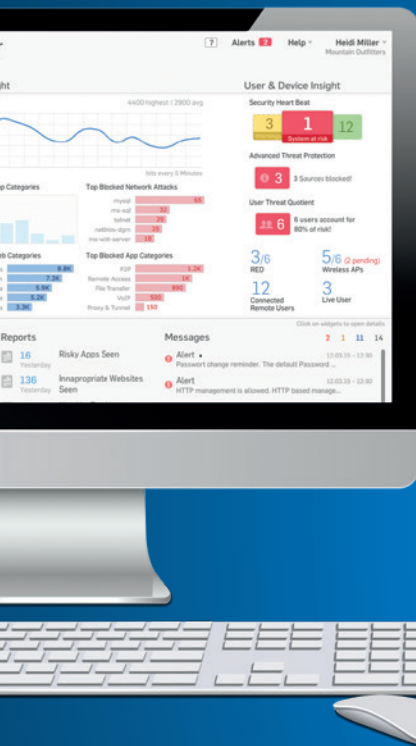 ? Alerts 2 Help Heidi Miller
Mountain Outfitters
ht
User & Device Insight
4400 highest | 2900 avg
Security Heart Beat
3
1
System at risk
12
hits every 5 Minutes
Advanced Threat Protection
3 3 Sources blocked!
p Categories
Top Blocked Network Attacks
mysql 65
ms-sql 32
telnet 25
netbios-dgm 25
ms-wbt-server 18
User Threat Quotient
6 6 users account for
80% of risk!
b Categories
8.8K
7.3K
5.9K
5.2K
3.3K
Top Blocked App Categories
P2P 1.2K
Remote Access 1K
File Transfer 890
VoIP 530
Proxy & Tunnel 150
3/6
RED
5/6 (2 pending)
Wireless APs
12
Connected
Remote Users
3
Live User
Click on widgets to open details
Reports
16 Risky Apps Seen
Yesterday
136 Innapropriate Websites
Yesterday Seen
Messages 2 1 11 14
Alert 12.03.15 - 13:30
Passwort change reminder. The default Password ...
Alert 12.03.15 - 13:30
HTTP management is allowed. HTTP based manage...